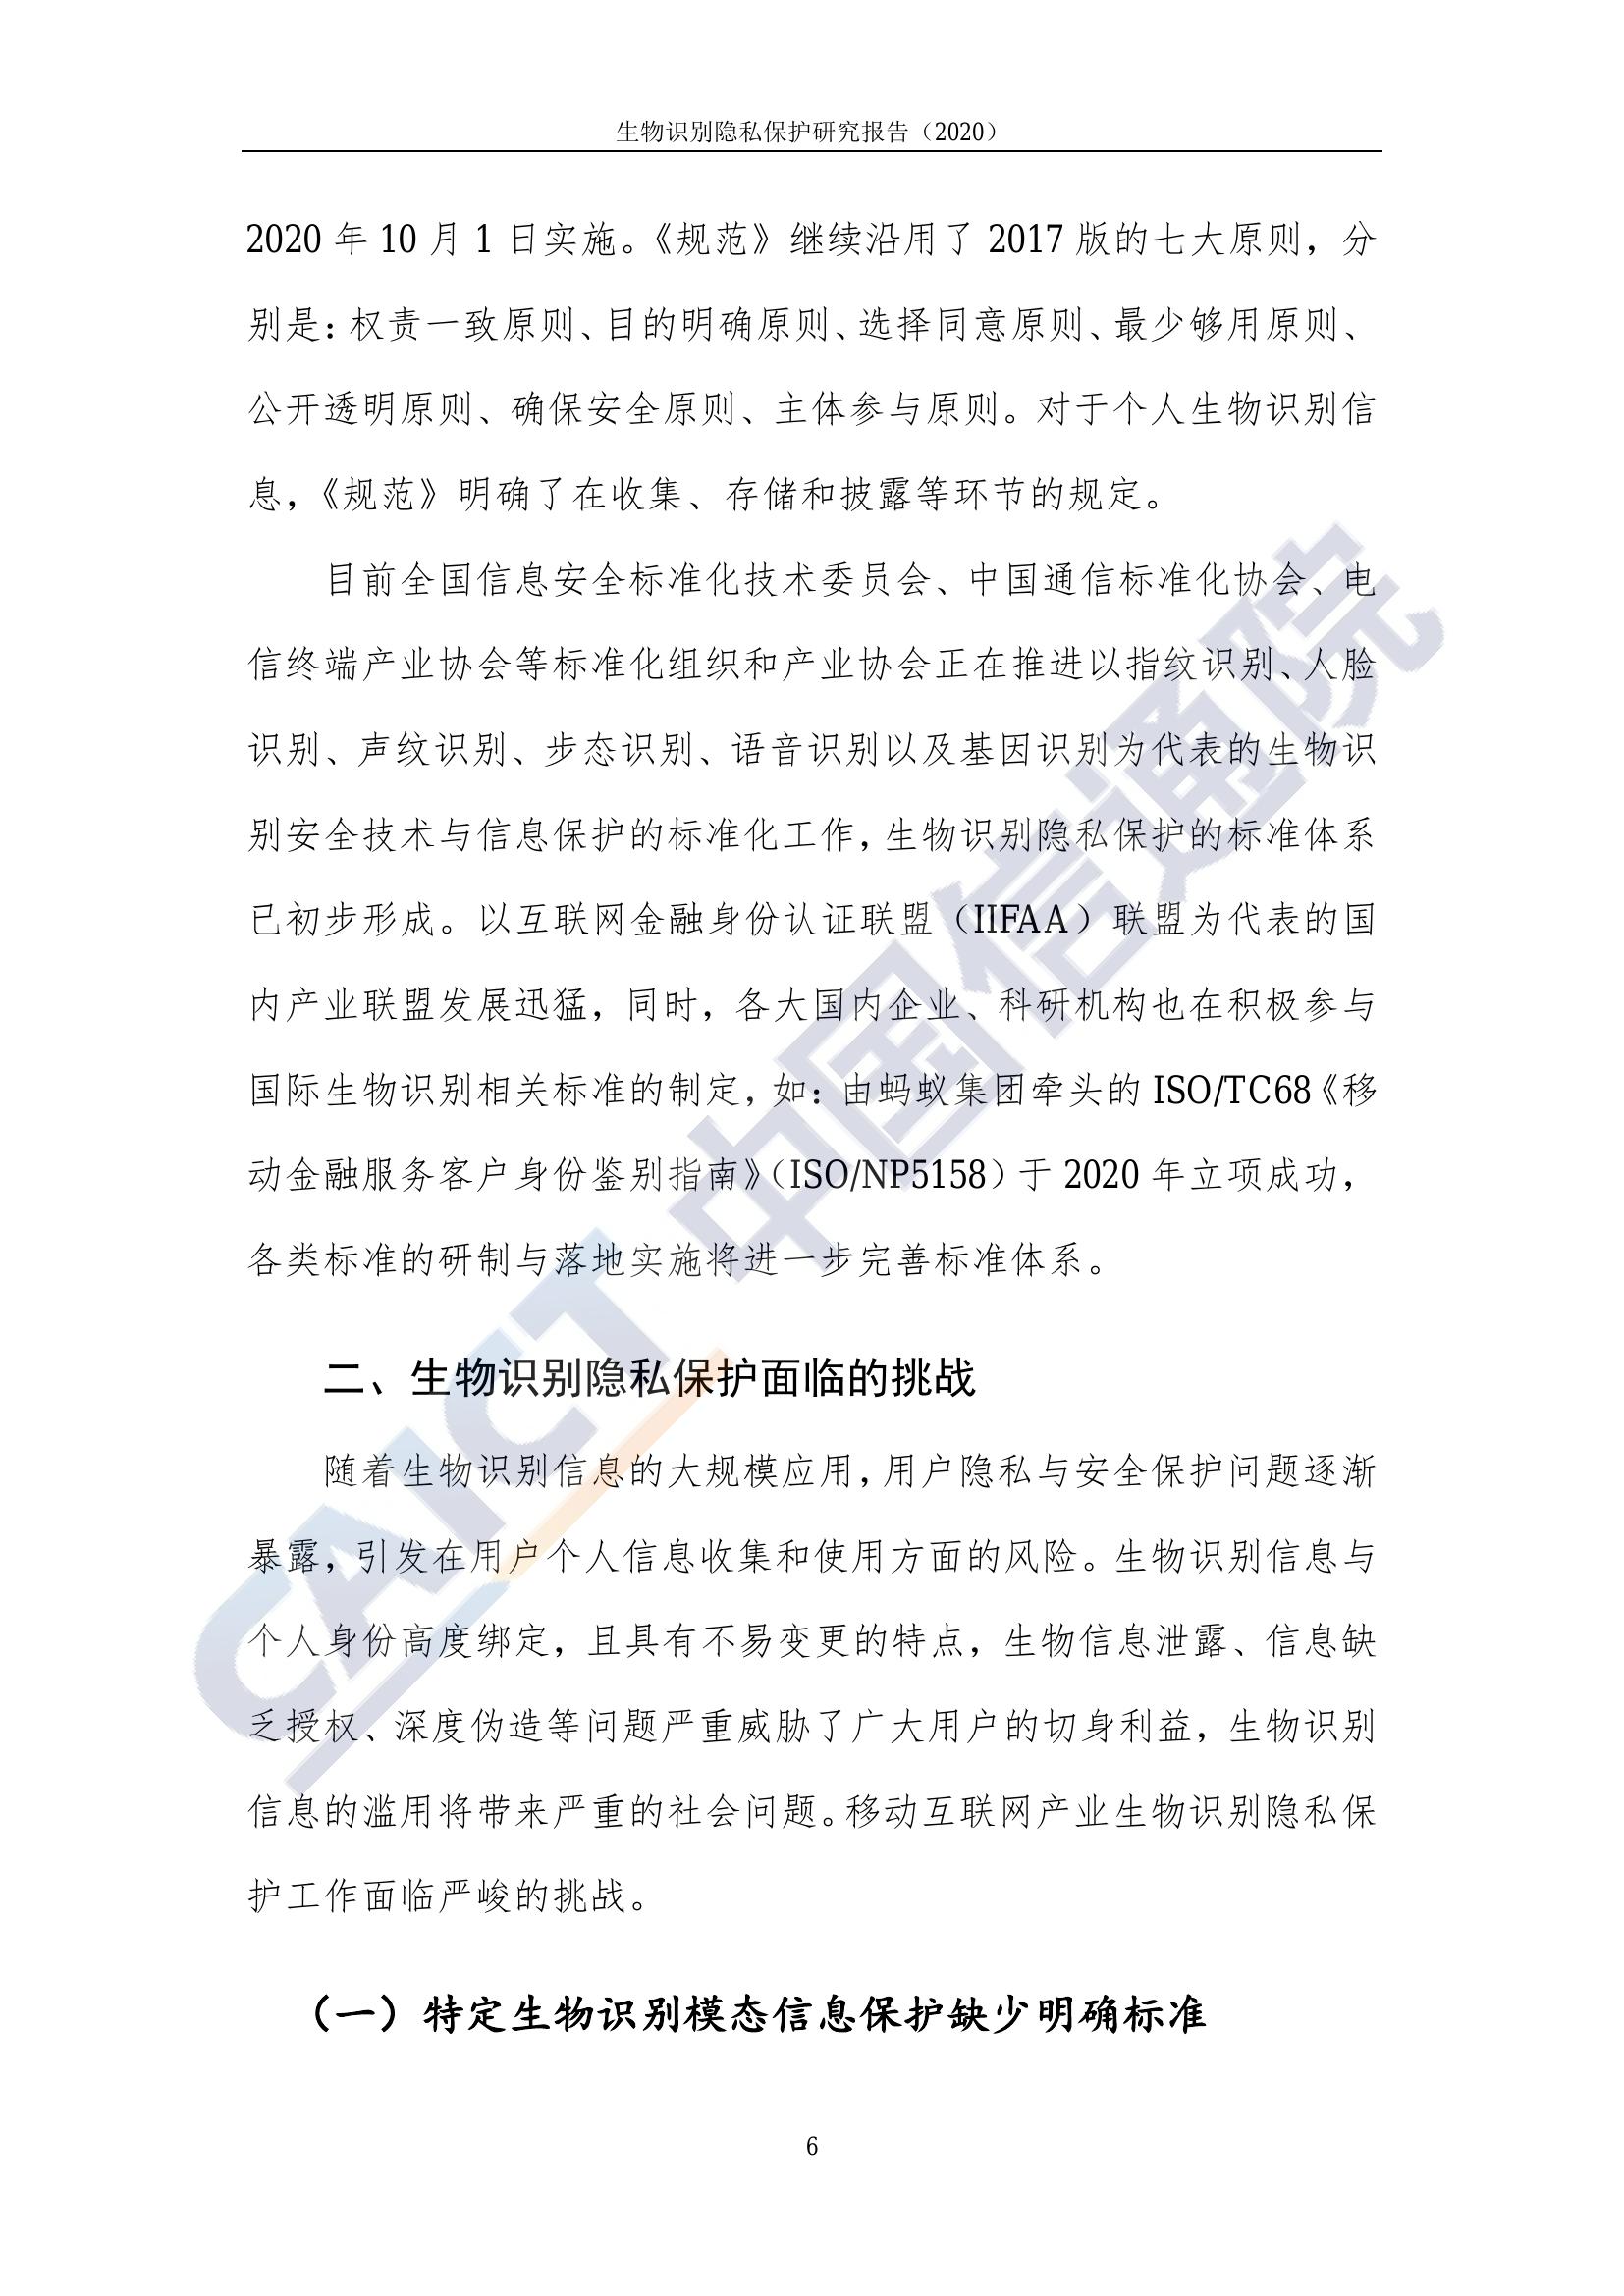 生物识别隐私保护研究报告（2020）
2020 年 10 月 1 日实施。《规范》继续沿用了 2017 版的七大原则，分
别是：权责一致原则、目的明确原则、选择同意原则、最少够用原则、
公开透明原则、确保安全原则、主体参与原则。对于个人生物识别信
息，《规范》明确了在收集、存储和披露等环节的规定。
目前全国信息安全标准化技术委员会、中国通信标准化协会、电
信终端产业协会等标准化组织和产业协会正在推进以指纹识别、人脸
识别、声纹识别、步态识别、语音识别以及基因识别为代表的生物识
别安全技术与信息保护的标准化工作，生物识别隐私保护的标准体系
已初步形成。以互联网金融身份认证联盟（IIFAA）联盟为代表的国
内产业联盟发展迅猛，同时，各大国内企业、科研机构也在积极参与
国际生物识别相关标准的制定，如：由蚂蚁集团牵头的 ISO/TC68《移
动金融服务客户身份鉴别指南》（ISO/NP5158）于 2020 年立项成功，
各类标准的研制与落地实施将进一步完善标准体系。
二、生物识别隐私保护面临的挑战
随着生物识别信息的大规模应用，用户隐私与安全保护问题逐渐
暴露，引发在用户个人信息收集和使用方面的风险。生物识别信息与
个人身份高度绑定，且具有不易变更的特点，生物信息泄露、信息缺
乏授权、深度伪造等问题严重威胁了广大用户的切身利益，生物识别
信息的滥用将带来严重的社会问题。移动互联网产业生物识别隐私保
护工作面临严峻的挑战。
（一）特定生物识别模态信息保护缺少明确标准
6
CAICT 中国信通院